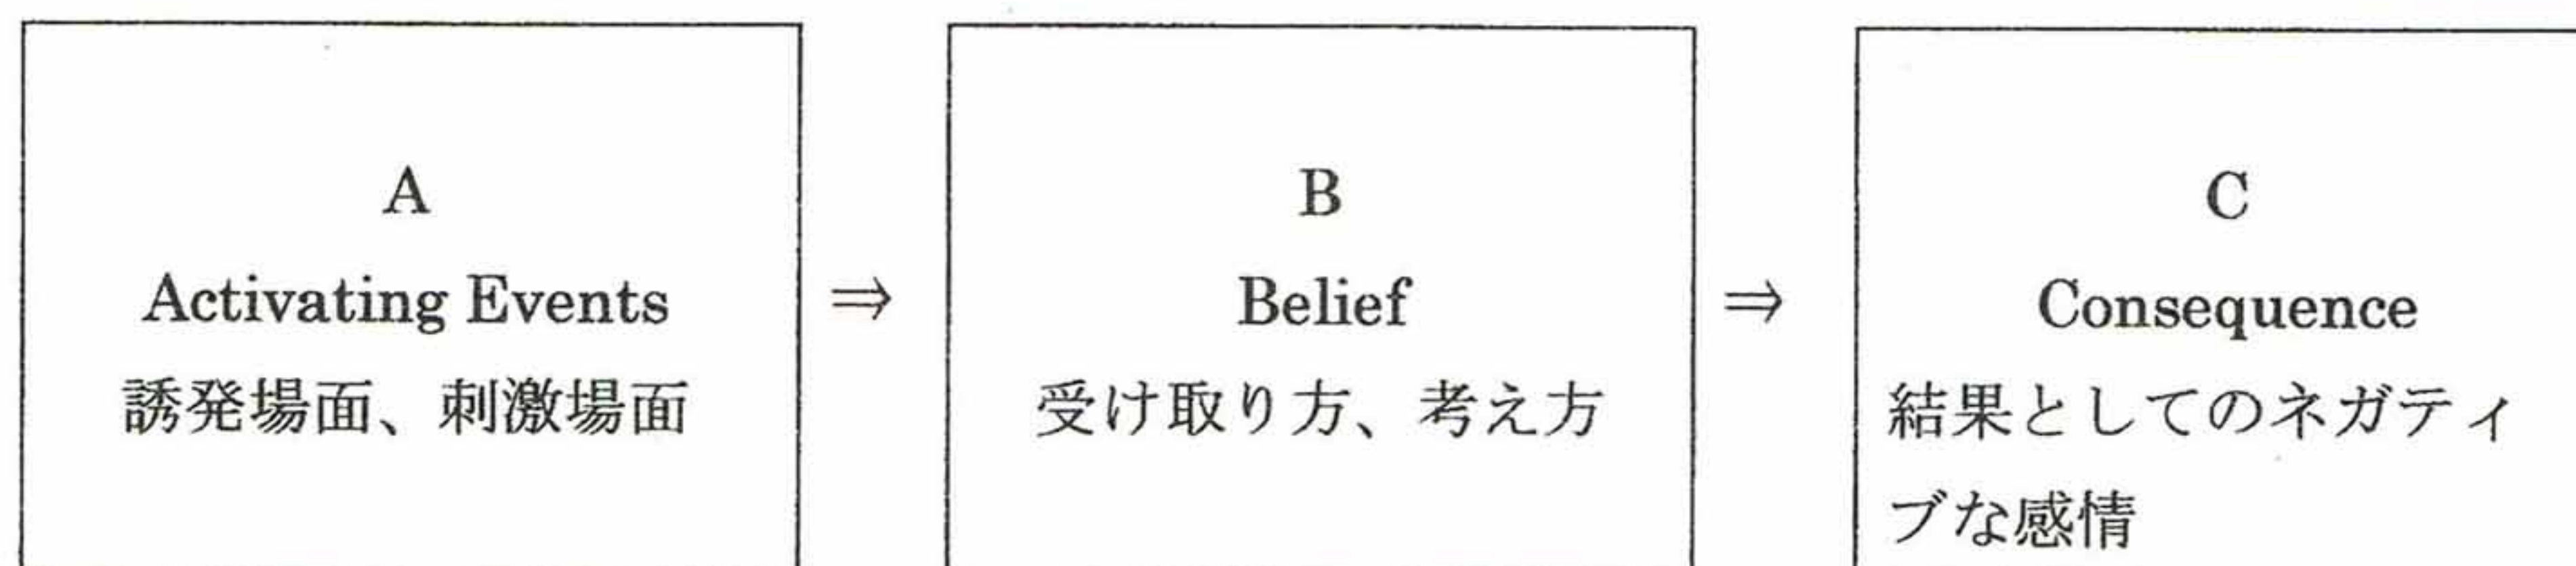 A
Activating Events
誘発場面、刺激場面
⇒
B
Belief
受け取り方、考え方
⇒
C
Consequence
結果としてのネガティ
ブな感情